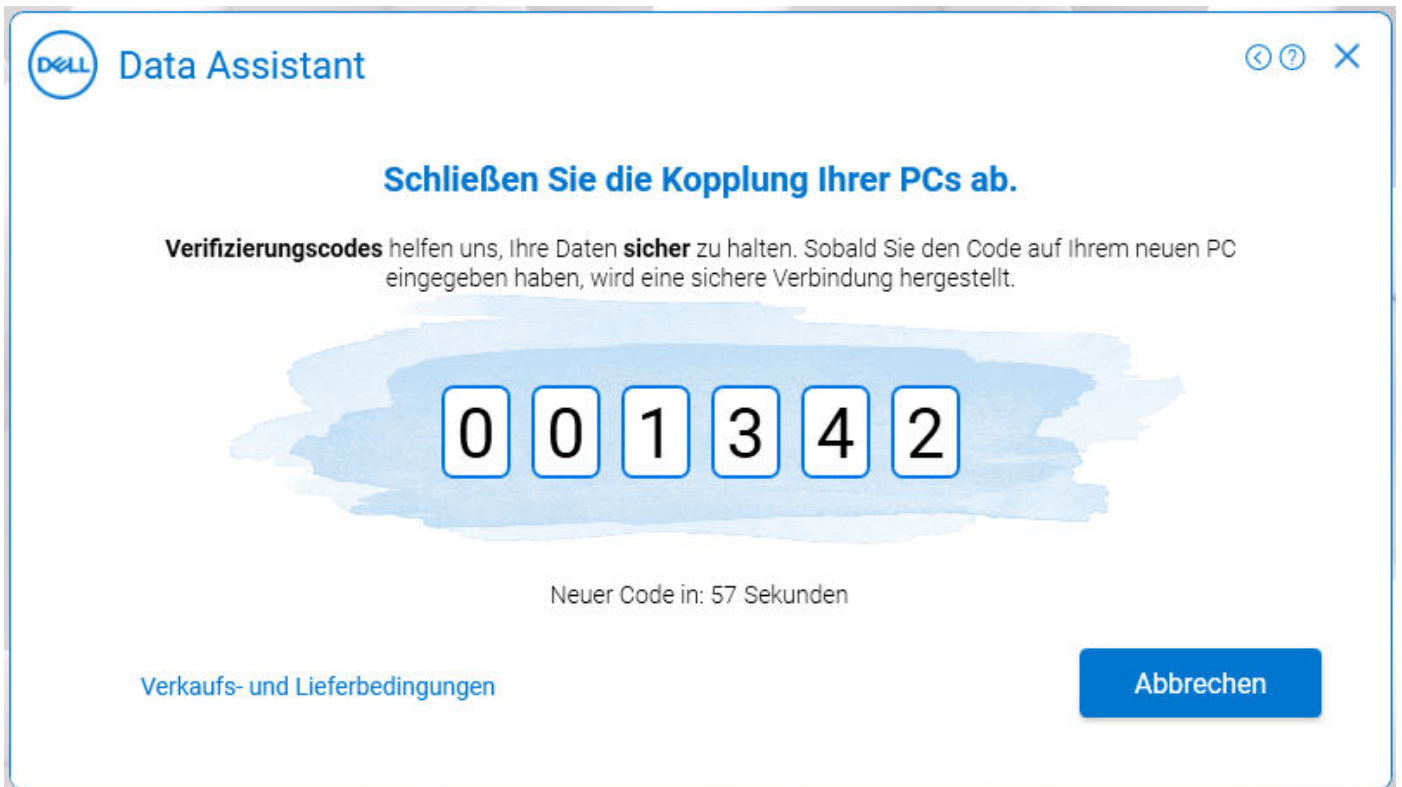 DELL Data Assistant
Schließen Sie die Kopplung Ihrer PCs ab.
Verifizierungscodes helfen uns, Ihre Daten sicher zu halten. Sobald Sie den Code auf Ihrem neuen PC
eingegeben haben, wird eine sichere Verbindung hergestellt.
0 0 1 3 4 2
Neuer Code in: 57 Sekunden
Verkaufs- und Lieferbedingungen
Abbrechen